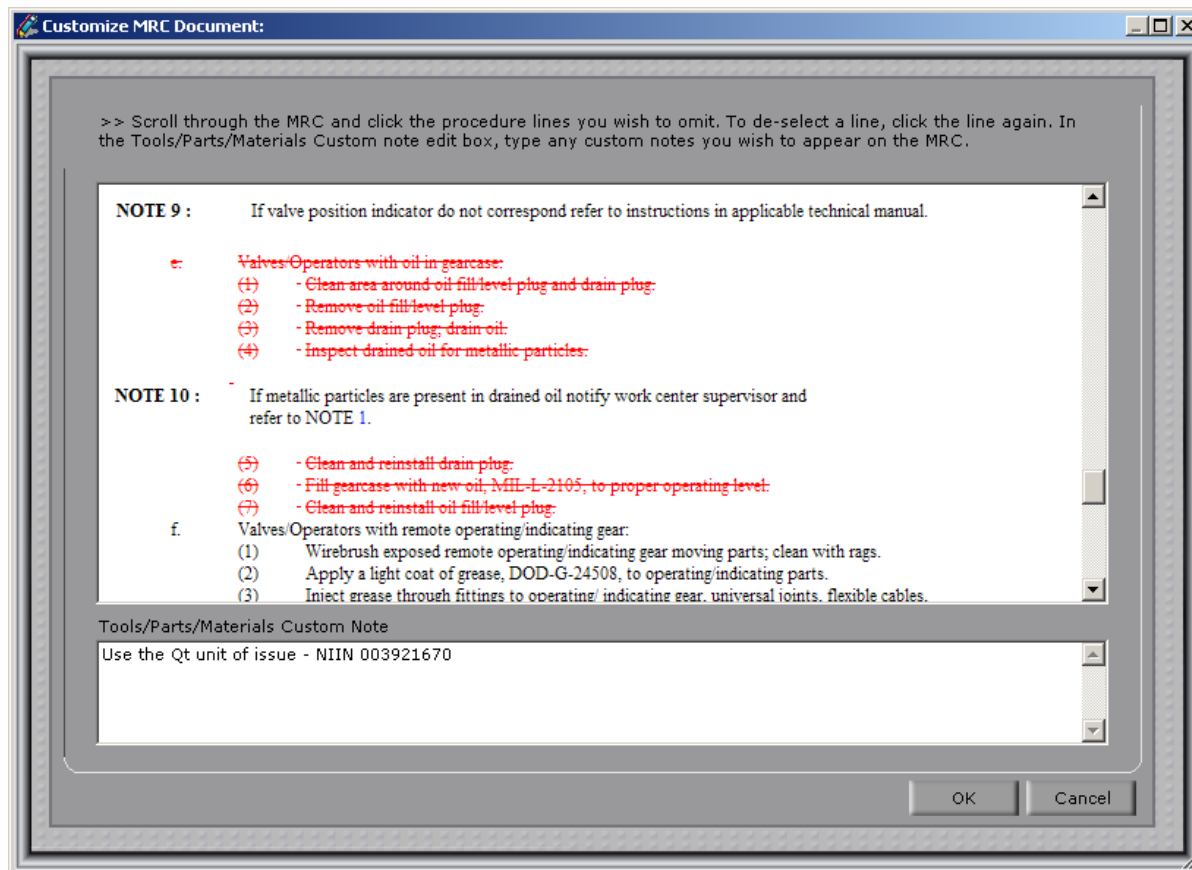 Customize MRC Document:
>> Scroll through the MRC and click the procedure lines you wish to omit. To de-select a line, click the line again. In
the Tools/Parts/Materials Custom note edit box, type any custom notes you wish to appear on the MRC.
NOTE 9 : If valve position indicator do not correspond refer to instructions in applicable technical manual.
e. Valves/Operators with oil in gearcase:
(1) - Clean area around oil fill/level plug and drain plug.
(2) - Remove oil fill/level plug.
(3) - Remove drain plug; drain oil.
(4) - Inspect drained oil for metallic particles.
NOTE 10 : If metallic particles are present in drained oil notify work center supervisor and
refer to NOTE 1.
(5) - Clean and reinstall drain plug.
(6) - Fill gearcase with new oil, MIL-L-2105, to proper operating level.
(7) - Clean and reinstall oil fill/level plug.
f. Valves/Operators with remote operating/indicating gear:
(1) Wirebrush exposed remote operating/indicating gear moving parts; clean with rags.
(2) Apply a light coat of grease, DOD-G-24508, to operating/indicating parts.
(3) Inject grease through fittings to operating/ indicating gear, universal joints, flexible cables,
Tools/Parts/Materials Custom Note
Use the Qt unit of issue - NIIN 003921670
OK Cancel